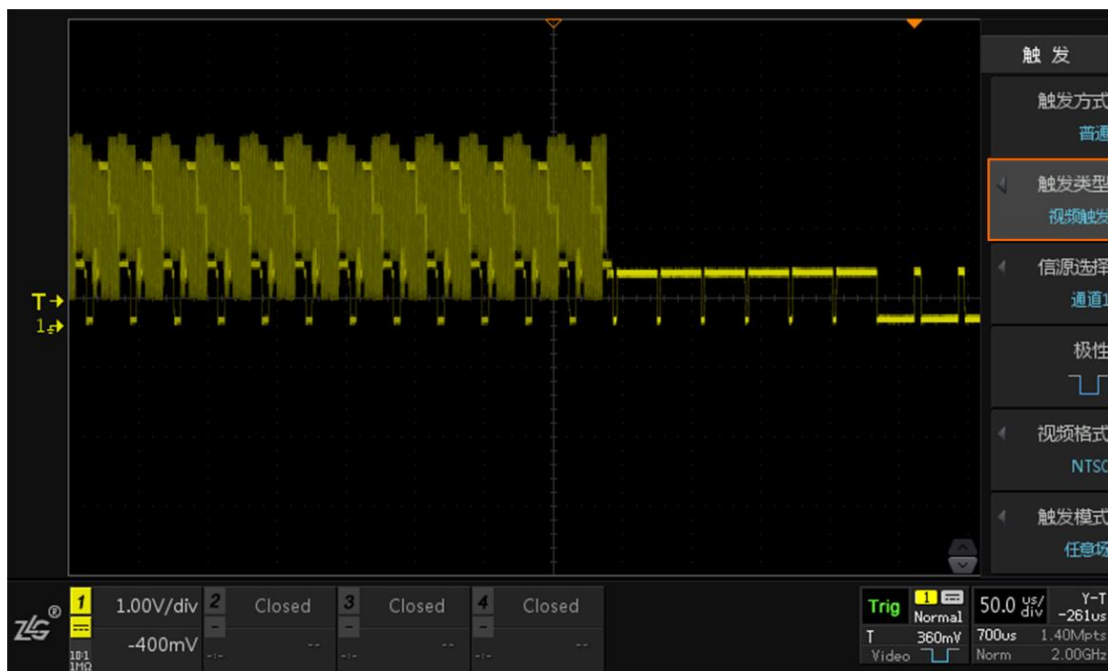 触 发
触发方式
普通
触发类型
视频触发
信源选择
通道1
极性
视频格式
NTSC
触发模式
任意场
T
1
ZLG®
1 1.00V/div
-400mV
10:1
1MΩ
2 Closed
-- -:-
3 Closed
-- -:-
4 Closed
-- -:-
Trig 1 Normal
T 360mV
Video
50.0 us/div Y-T
-261us
700us 1.40Mpts
Norm 2.00GHz